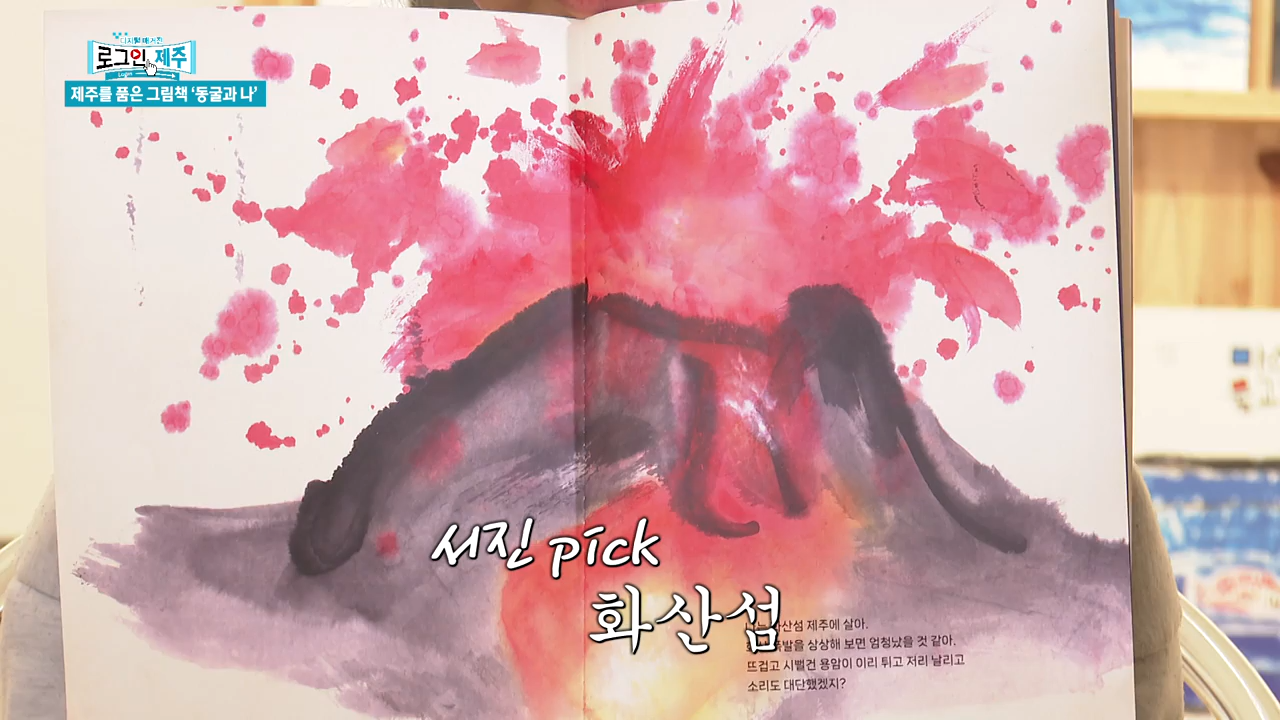 디지털 매거진
로그인 제주
Login
제주를 품은 그림책 ‘동굴과 나’
서진 pick
화산섬
산섬 제주에 살아.
폭발을 상상해 보면 엄청났을 것 같아.
뜨겁고 시뻘건 용암이 이리 튀고 저리 날리고
소리도 대단했겠지?